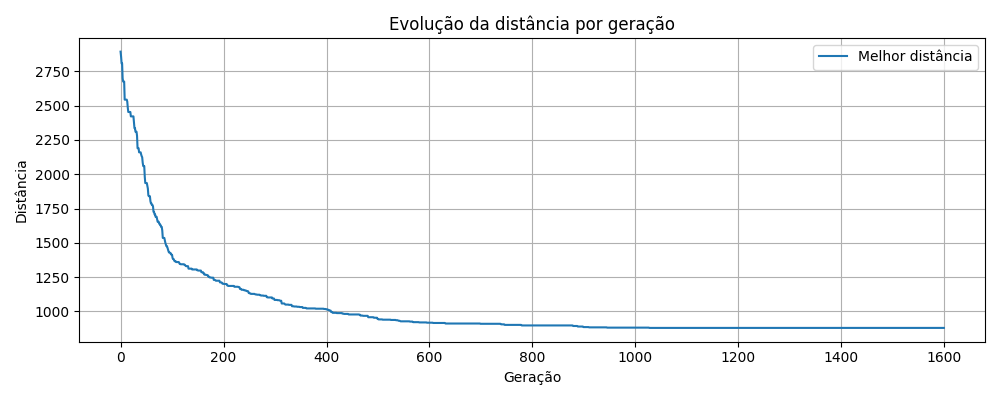 Evolução da distância por geração
Melhor distância
Distância
2750
2500
2250
2000
1750
1500
1250
1000
0 200 400 600 800 1000 1200 1400 1600
Geração